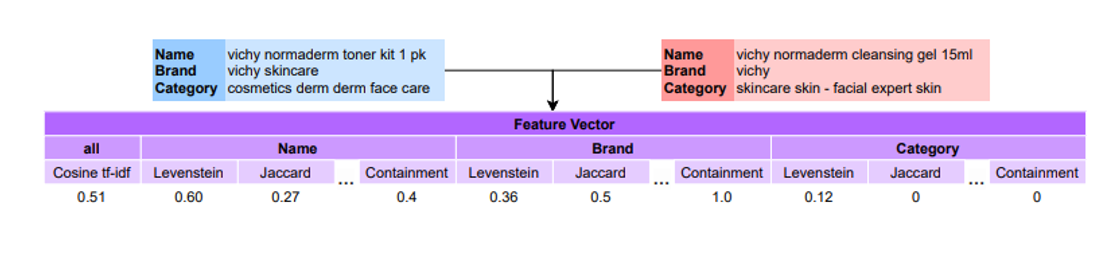 Name vichy normaderm toner kit 1 pk
Brand vichy skincare
Category cosmetics derm derm face care
Name vichy normaderm cleansing gel 15ml
Brand vichy
Category skincare skin - facial expert skin
Feature Vector
all Name Brand Category
Cosine tf-idf Levenstein Jaccard ... Containment Levenstein Jaccard ... Containment Levenstein Jaccard ... Containment
0.51 0.60 0.27 0.4 0.36 0.5 1.0 0.12 0 0